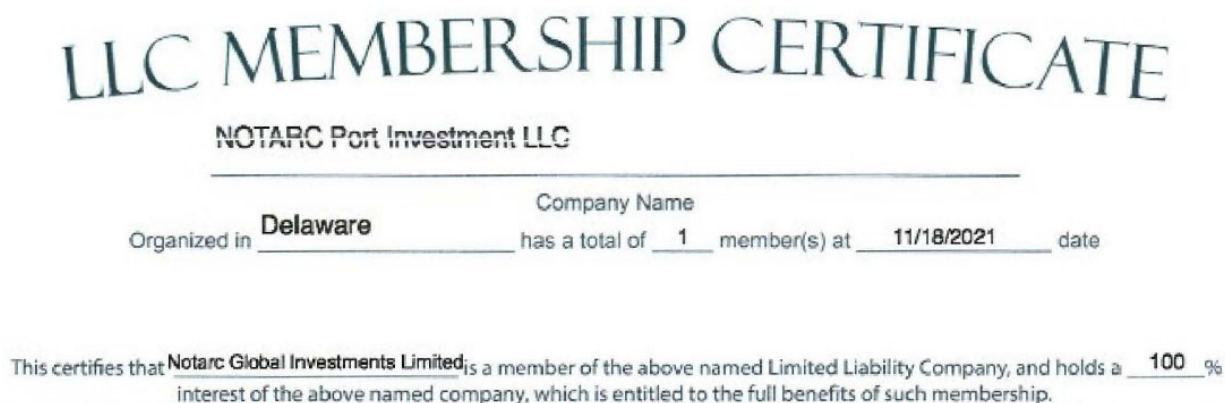 LLC MEMBERSHIP CERTIFICATE
NOTARC Port Investment LLC
Company Name
Organized in Delaware has a total of 1 member(s) at 11/18/2021 date
This certifies that Notarc Global Investments Limited is a member of the above named Limited Liability Company, and holds a 100 %
interest of the above named company, which is entitled to the full benefits of such membership.